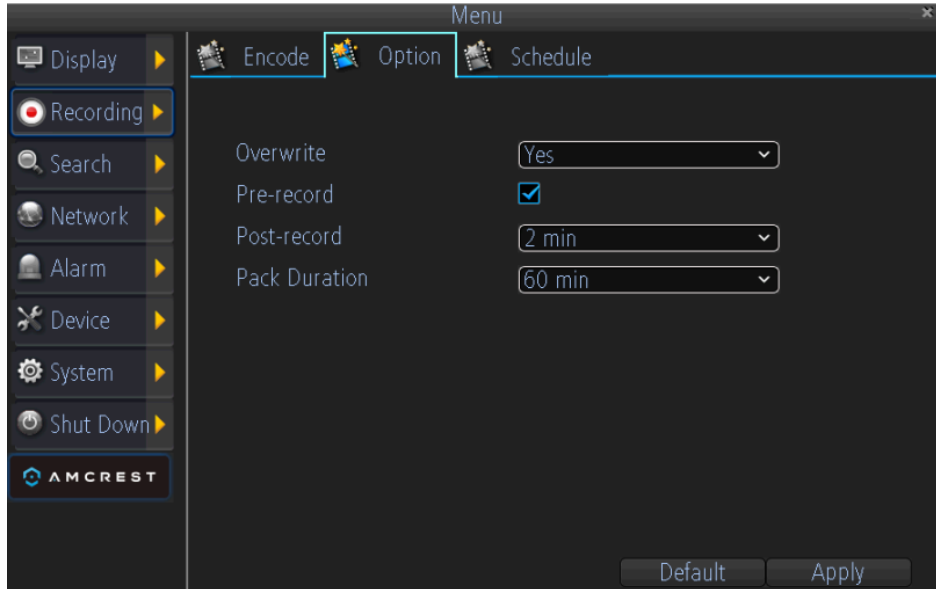 Menu
Display
Recording
Search
Network
Alarm
Device
System
Shut Down
AMCREST
Encode Option Schedule
Overwrite Yes
Pre-record
Post-record 2 min
Pack Duration 60 min
Default Apply